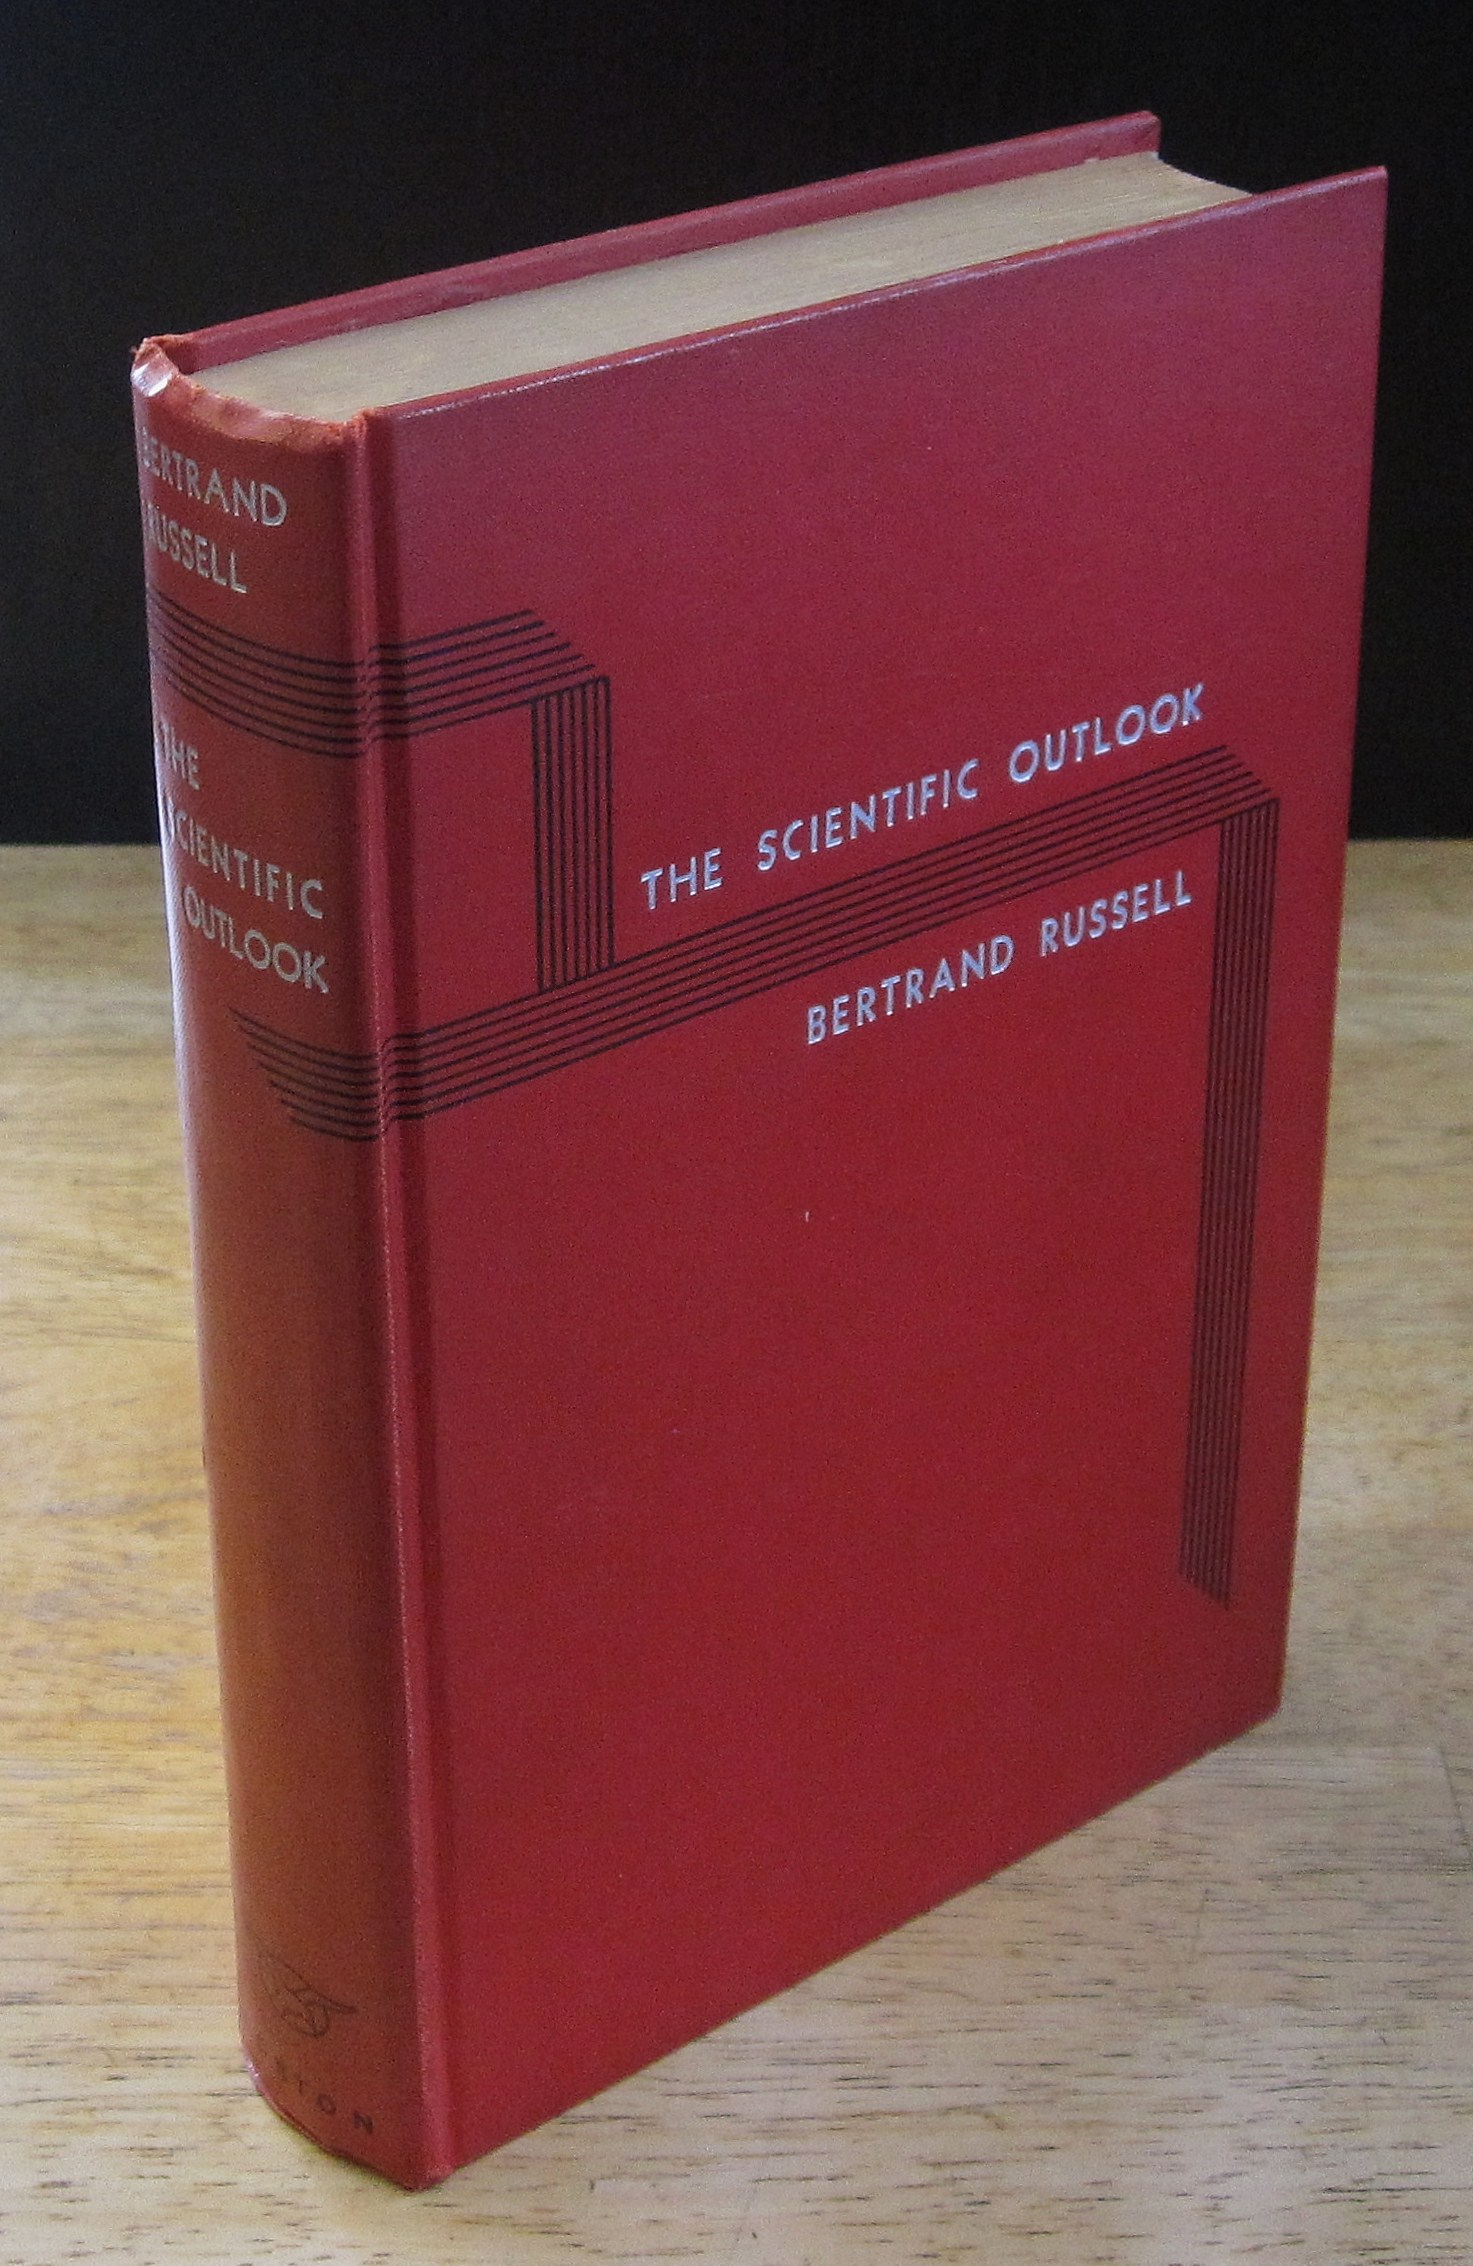 BERTRAND
RUSSELL
THE
SCIENTIFIC
OUTLOOK
THE SCIENTIFIC OUTLOOK
BERTRAND RUSSELL